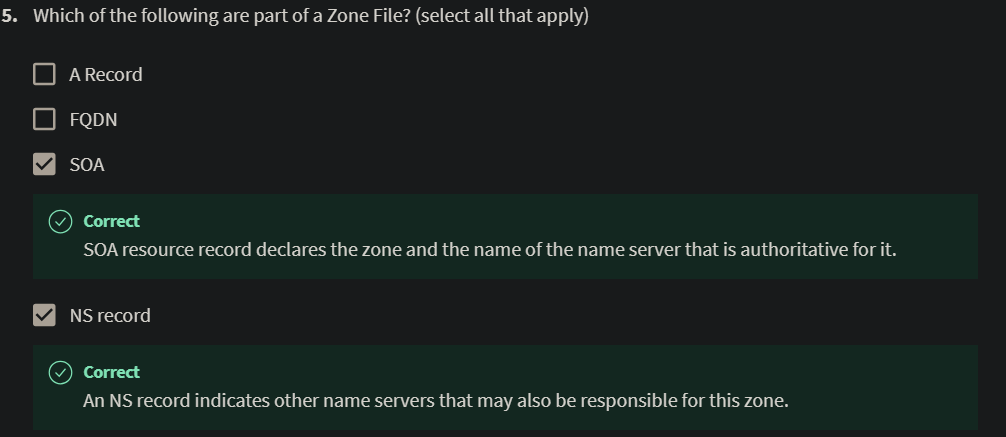 5. Which of the following are part of a Zone File? (select all that apply)
A Record
FQDN
SOA
Correct
SOA resource record declares the zone and the name of the name server that is authoritative for it.
NS record
Correct
An NS record indicates other name servers that may also be responsible for this zone.